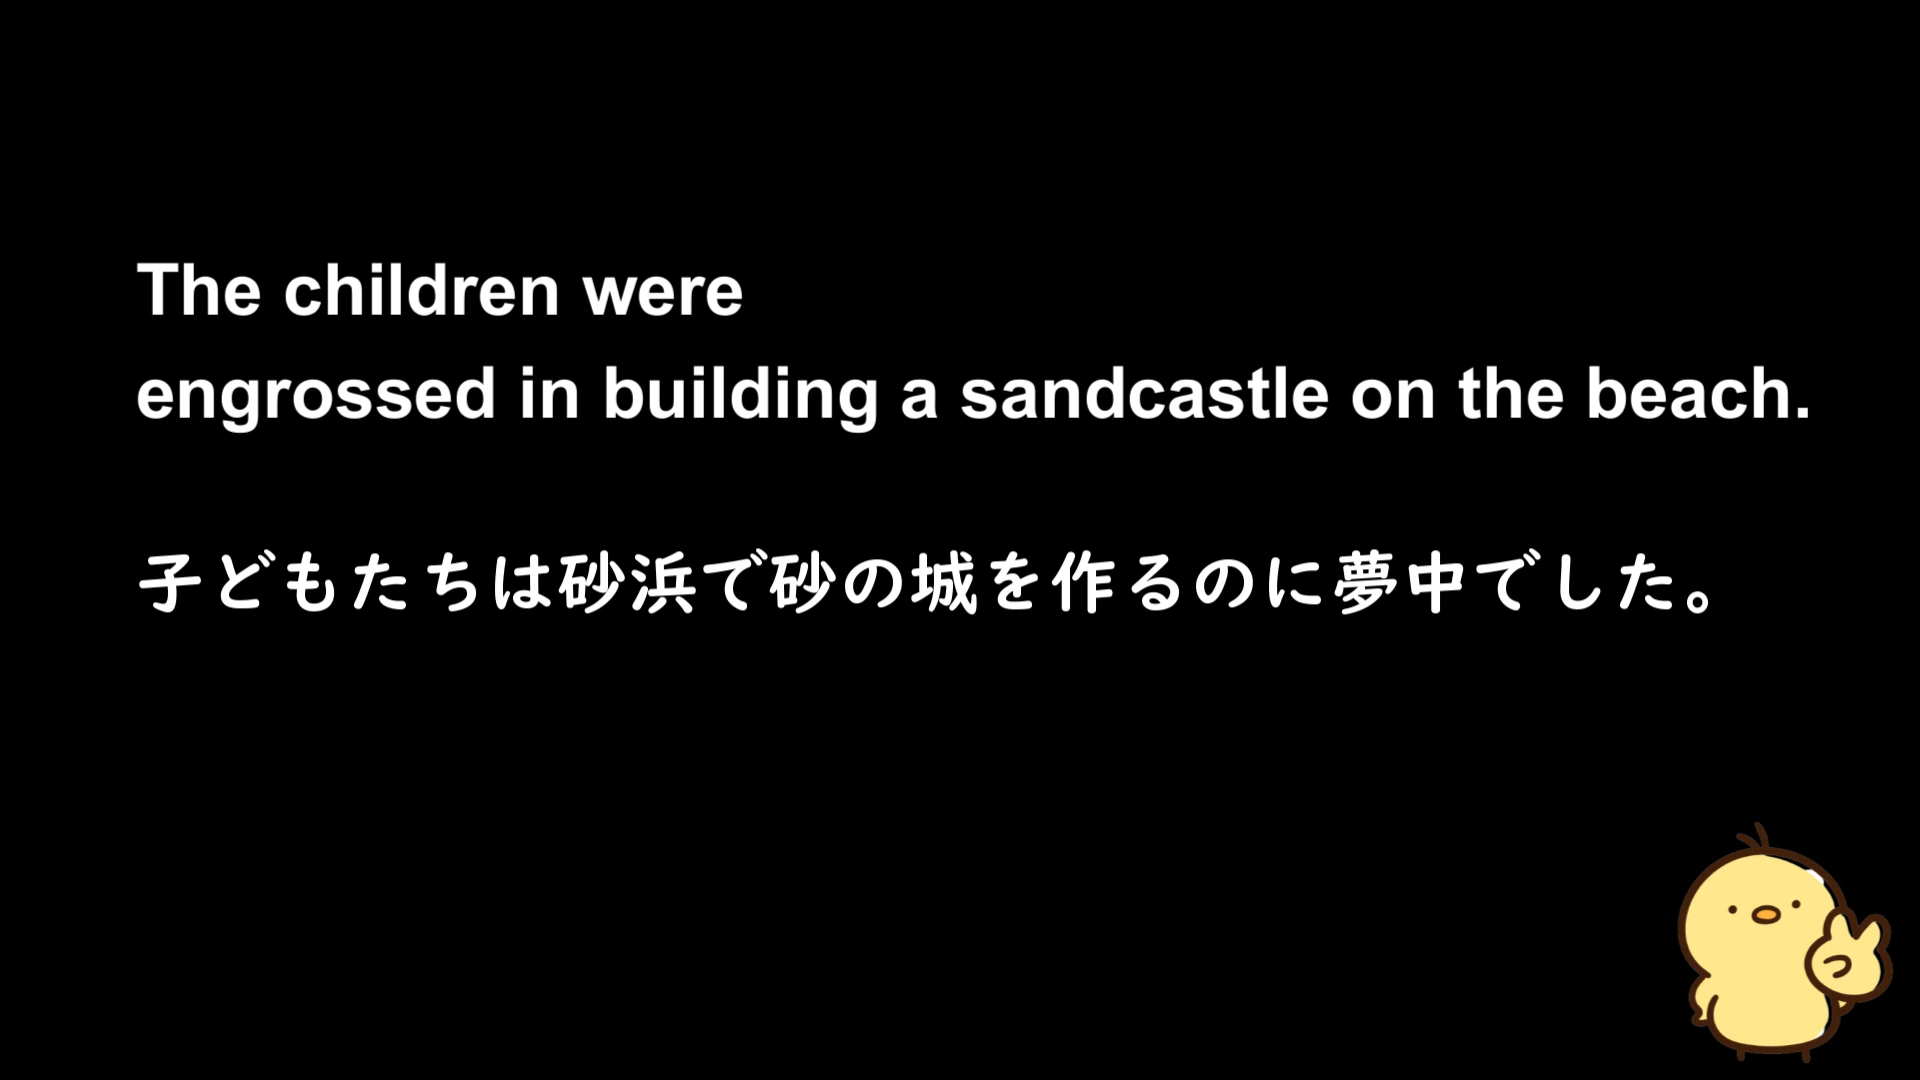 The children were
engrossed in building a sandcastle on the beach.
子どもたちは砂浜で砂の城を作るのに夢中でした。